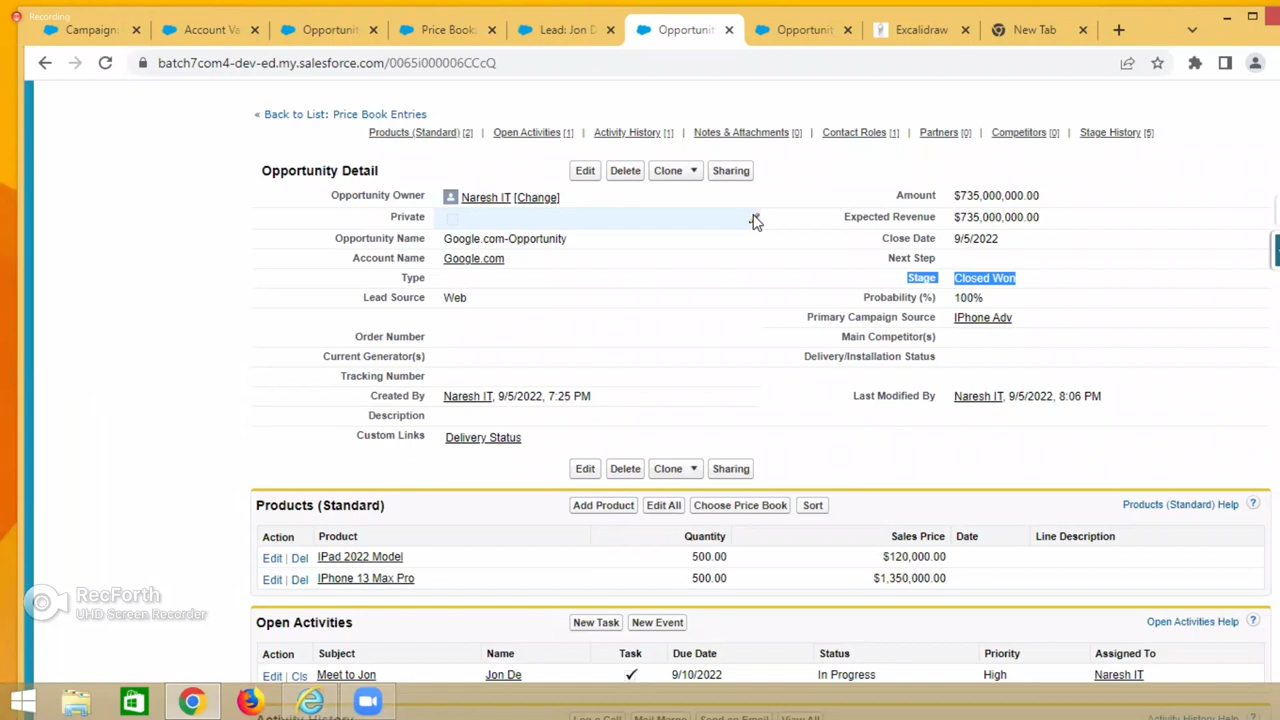 Recording
Campaign:
Account Va
Opportunit
Price Book:
Lead: Jon D
Opportunit
Opportunit
Excalidraw
New Tab
batch7com4-dev-ed.my.salesforce.com/0065i000006CCcQ
« Back to List: Price Book Entries
Products (Standard) [2] | Open Activities [1] | Activity History [1] | Notes & Attachments [0] | Contact Roles [1] | Partners [0] | Competitors [0] | Stage History [5]
Opportunity Detail Edit Delete Clone Sharing
Opportunity Owner Naresh IT [Change] Amount $735,000,000.00
Private Expected Revenue $735,000,000.00
Opportunity Name Google.com-Opportunity Close Date 9/5/2022
Account Name Google.com Next Step
Type Stage Closed Won
Lead Source Web Probability (%) 100%
Primary Campaign Source IPhone Adv
Order Number Main Competitor(s)
Current Generator(s) Delivery/Installation Status
Tracking Number
Created By Naresh IT, 9/5/2022, 7:25 PM Last Modified By Naresh IT, 9/5/2022, 8:06 PM
Description
Custom Links Delivery Status
Edit Delete Clone Sharing
Products (Standard) Add Product Edit All Choose Price Book Sort Products (Standard) Help ?
Action Product Quantity Sales Price Date Line Description
Edit | Del IPad 2022 Model 500.00 $120,000.00
Edit | Del IPhone 13 Max Pro 500.00 $1,350,000.00
RecForth
UHD Screen Recorder
Open Activities New Task New Event Open Activities Help ?
Action Subject Name Task Due Date Status Priority Assigned To
Edit | Cls Meet to Jon Jon De 9/10/2022 In Progress High Naresh IT